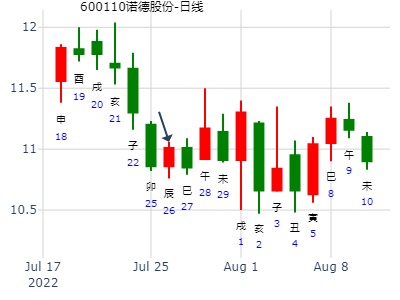 600110诺德股份-日线
12
11.5
11
10.5
申
18
酉
19
戌
20
亥
21
子
22
卯
25
辰
26
巳
27
午
28
未
29
戌
1
亥
2
子
3
丑
4
寅
5
巳
8
午
9
未
10
Jul 17
2022
Jul 25
Aug 1
Aug 8